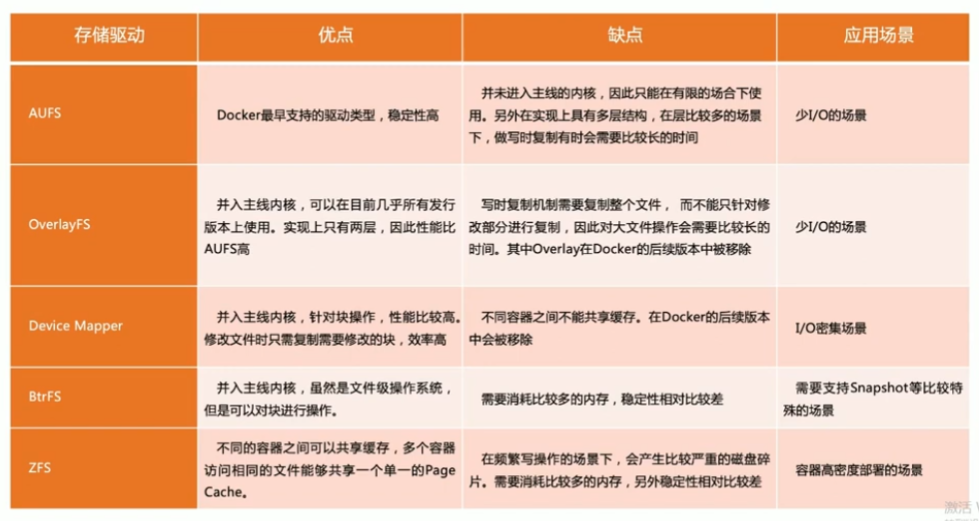 存储驱动
优点
缺点
应用场景
AUFS
Docker最早支持的驱动类型，稳定性高
并未进入主线的内核，因此只能在有限的场合下使
用。另外在实现上具有多层结构，在层比较多的场景
下，做写时复制有时会需要比较长的时间
少I/O的场景
OverlayFS
并入主线内核，可以在目前几乎所有发行
版本上使用。实现上只有两层，因此性能比
AUFS高
写时复制机制需要复制整个文件， 而不能只针对修
改部分进行复制，因此对大文件操作会需要比较长的
时间。其中Overlay在Docker的后续版本中被移除
少I/O的场景
Device Mapper
并入主线内核，针对块操作，性能比较高。
修改文件时只需复制需要修改的块，效率高
不同容器之间不能共享缓存。在Docker的后续版本
中会被移除
I/O密集场景
BtrFS
并入主线内核，虽然是文件级操作系统，
但是可以对块进行操作。
需要消耗比较多的内存，稳定性相对比较差
需要支持Snapshot等比较特
殊的场景
ZFS
不同的容器之间可以共享缓存，多个容器
访问相同的文件能够共享一个单一的Page
Cache。
在频繁写操作的场景下，会产生比较严重的磁盘碎
片。需要消耗比较多的内存，另外稳定性相对比较差
容器高密度部署的场景
激活